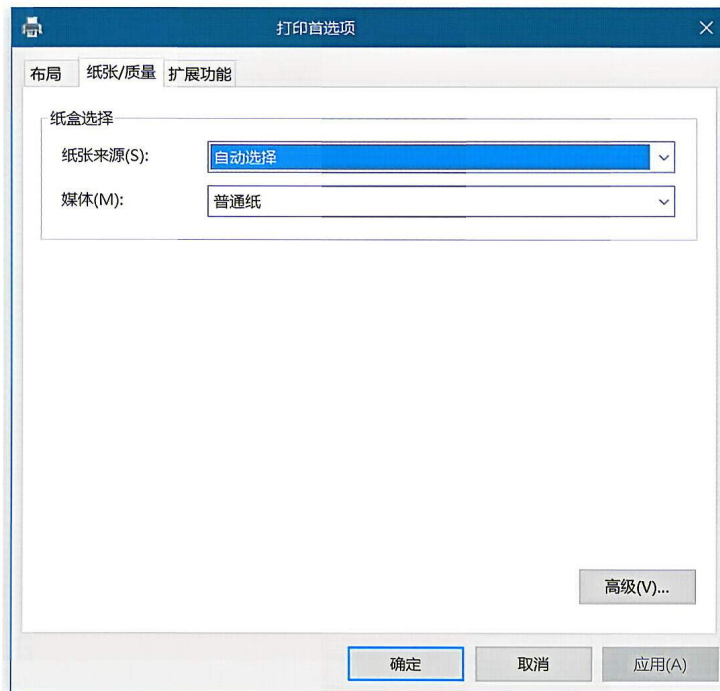 打印首选项
布局 纸张/质量 扩展功能
纸盒选择
纸张来源(S): 自动选择
媒体(M): 普通纸
高级(V)...
确定 取消 应用(A)